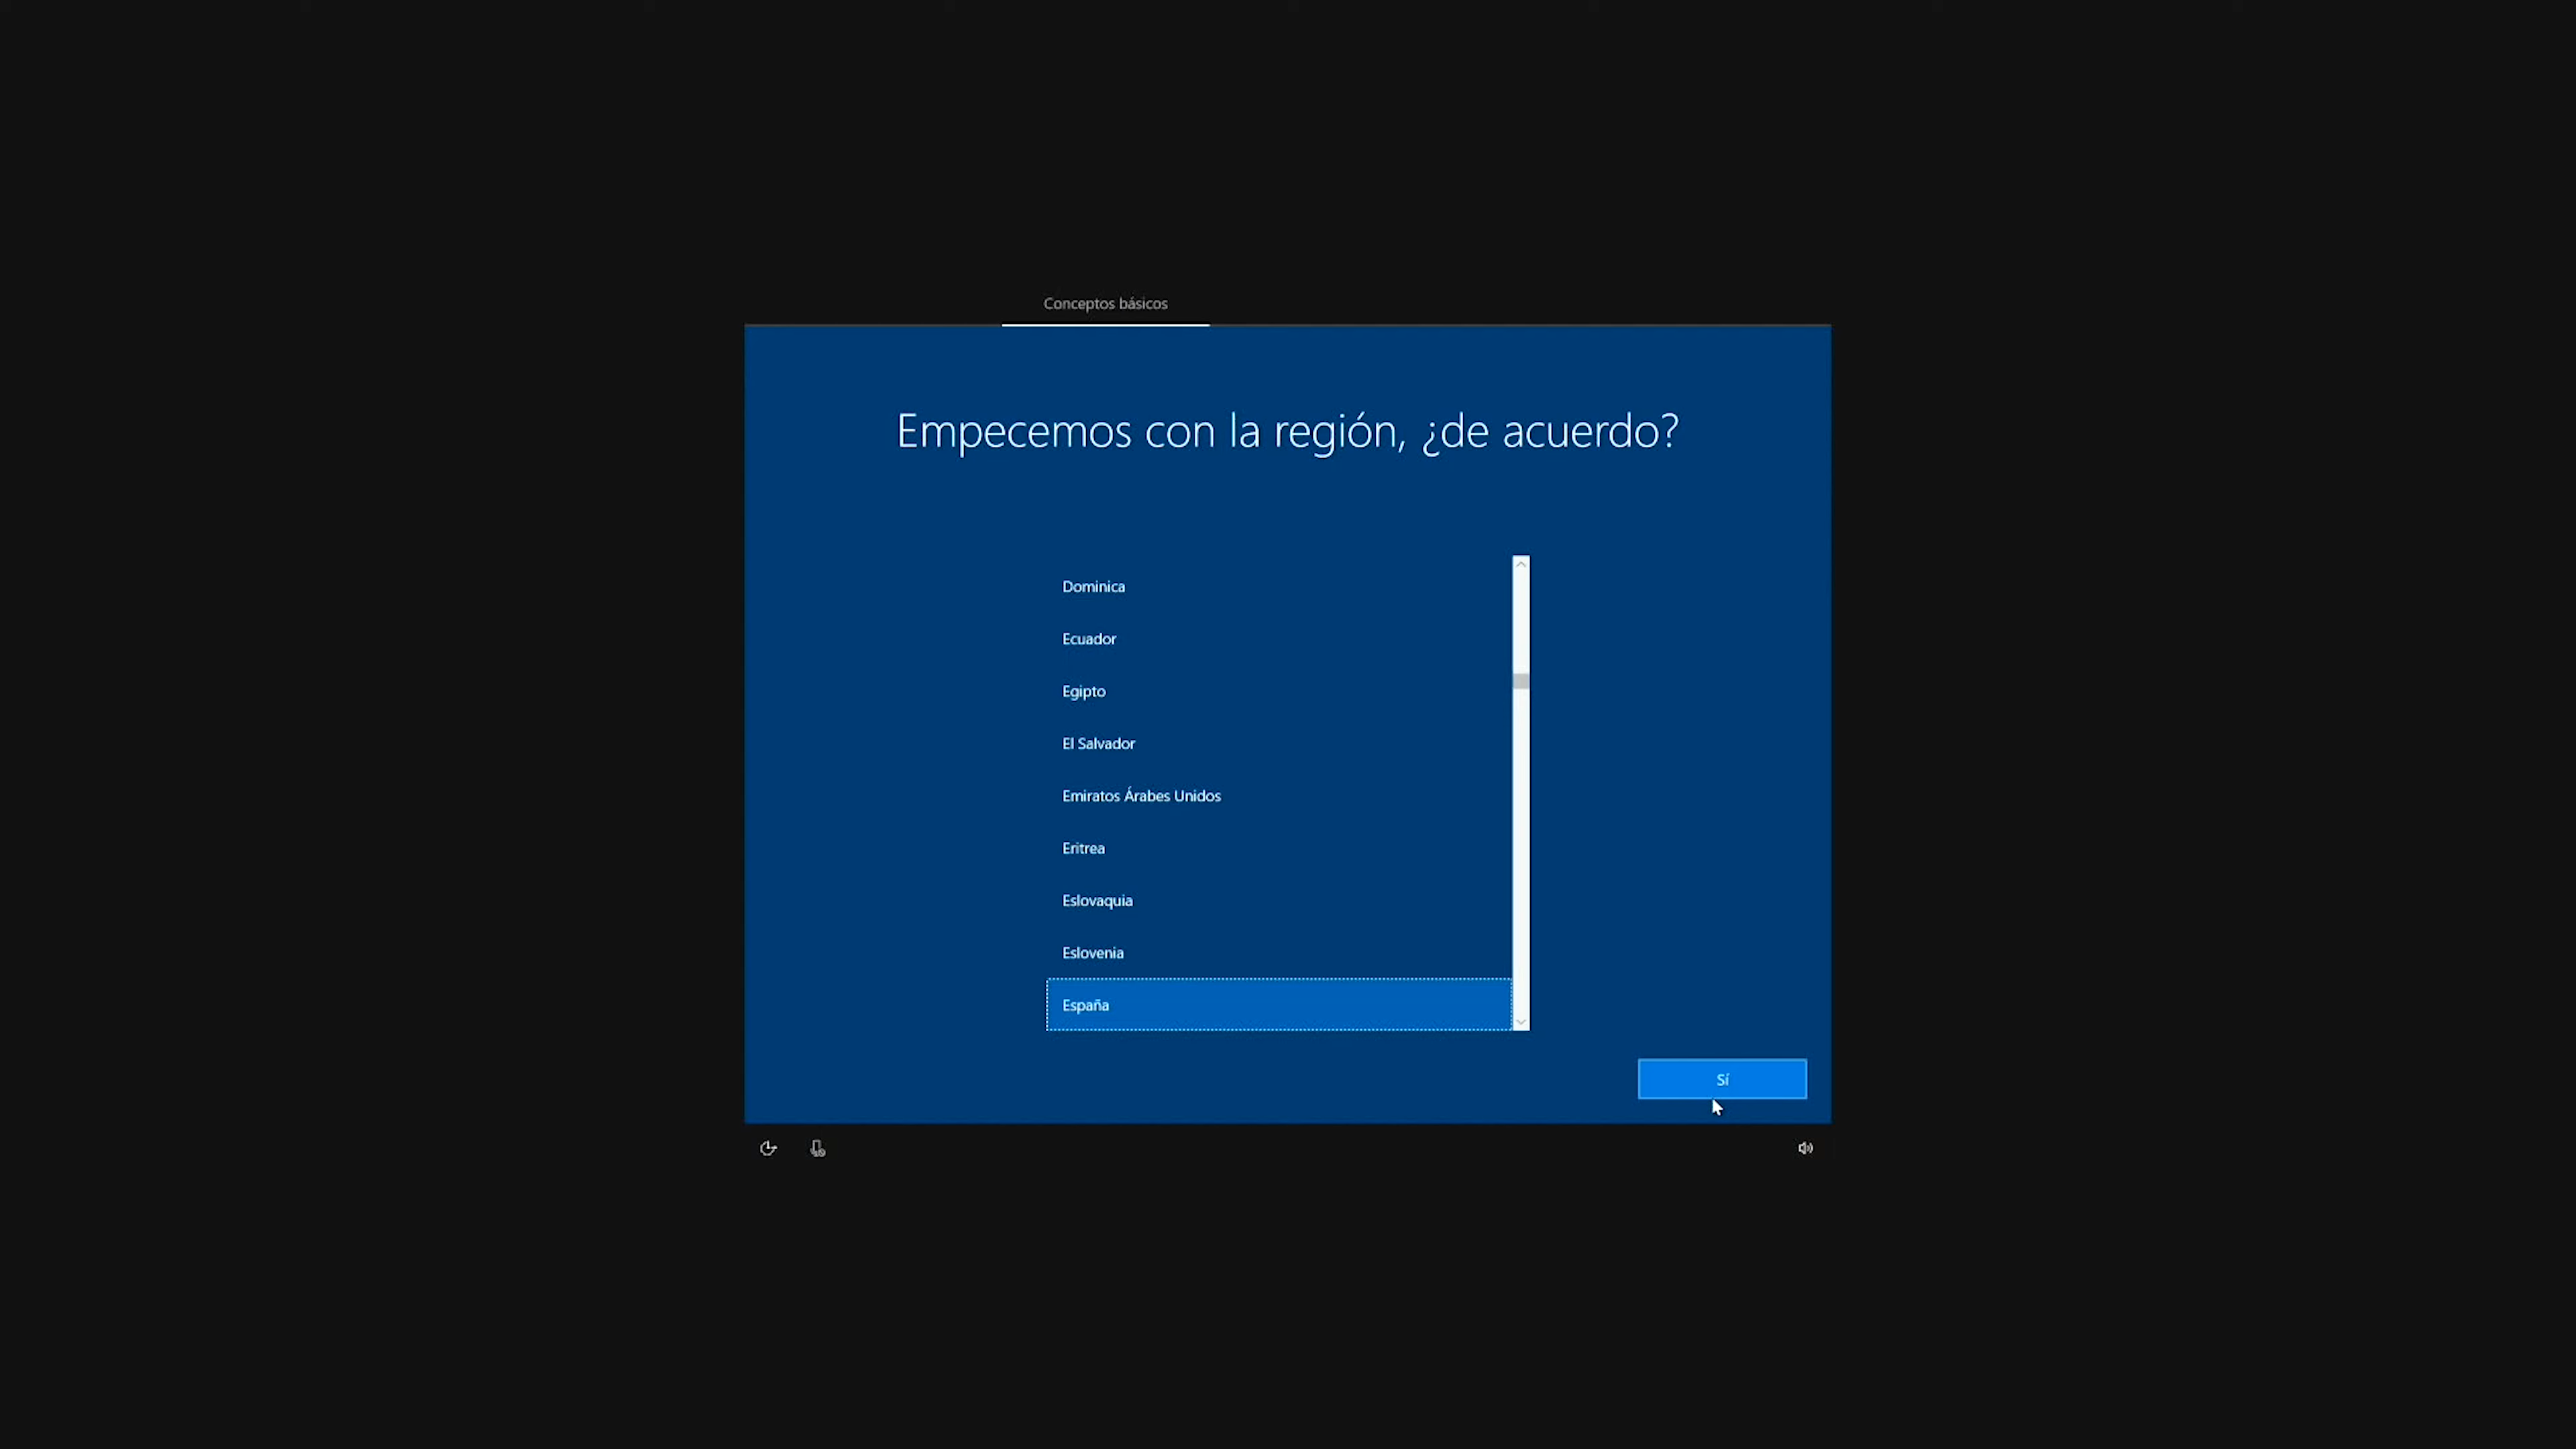 Conceptos básicos
Empecemos con la región, ¿de acuerdo?
Dominica
Ecuador
Egipto
El Salvador
Emiratos Árabes Unidos
Eritrea
Eslovaquia
Eslovenia
España
Sí